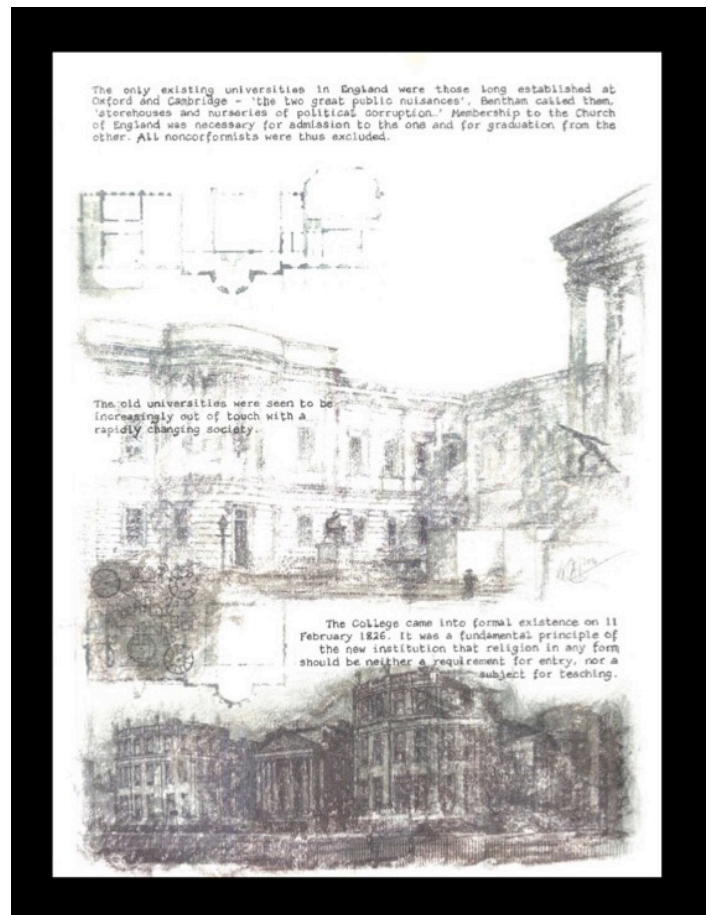 The only existing universities in England were those long established at
Oxford and Cambridge - 'the two great public nuisances', Bentham called them,
'storehouses and nurseries of political corruption…' Membership to the Church
of England was necessary for admission to the one and for graduation from the
other. All noncorformists were thus excluded.
The old universities were seen to be
increasingly out of touch with a
rapidly changing society.
The College came into formal existence on 11
February 1826. It was a fundamental principle of
the new institution that religion in any form
should be neither a requirement for entry, nor a
subject for teaching.